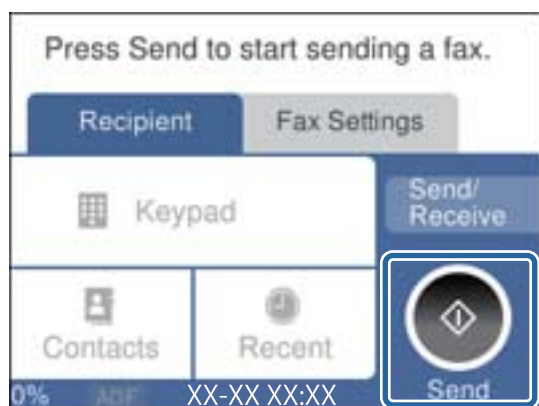 Press Send to start sending a fax.
Recipient
Fax Settings
Keypad
Send/
Receive
Contacts
Recent
0%
ADF
XX-XX XX:XX
Send